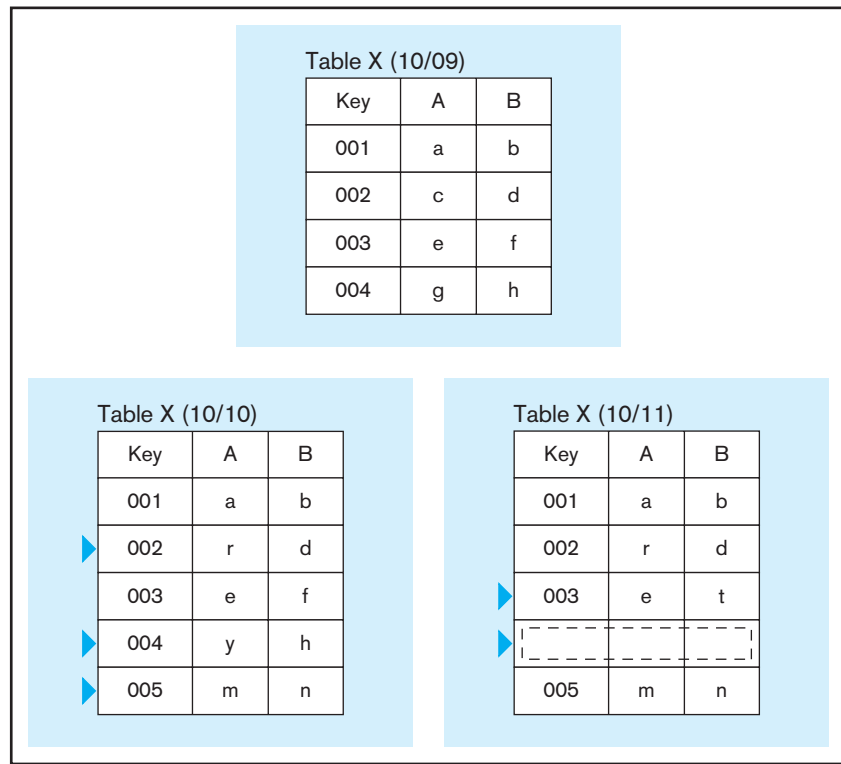 Table X (10/09)
Key A B
001 a b
002 c d
003 e f
004 g h
Table X (10/10)
Key A B
001 a b
002 r d
003 e f
004 y h
005 m n
Table X (10/11)
Key A B
001 a b
002 r d
003 e t
005 m n